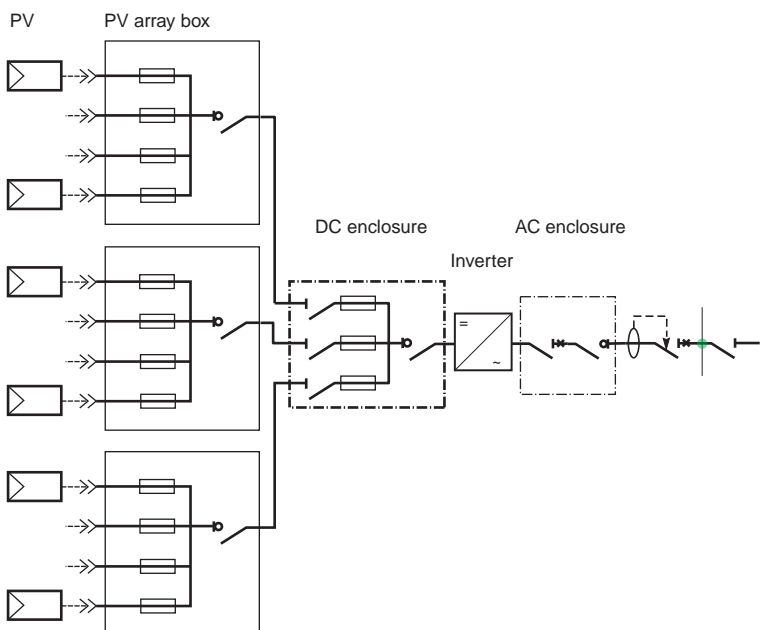 PV
PV array box
DC enclosure
AC enclosure
Inverter
=
~